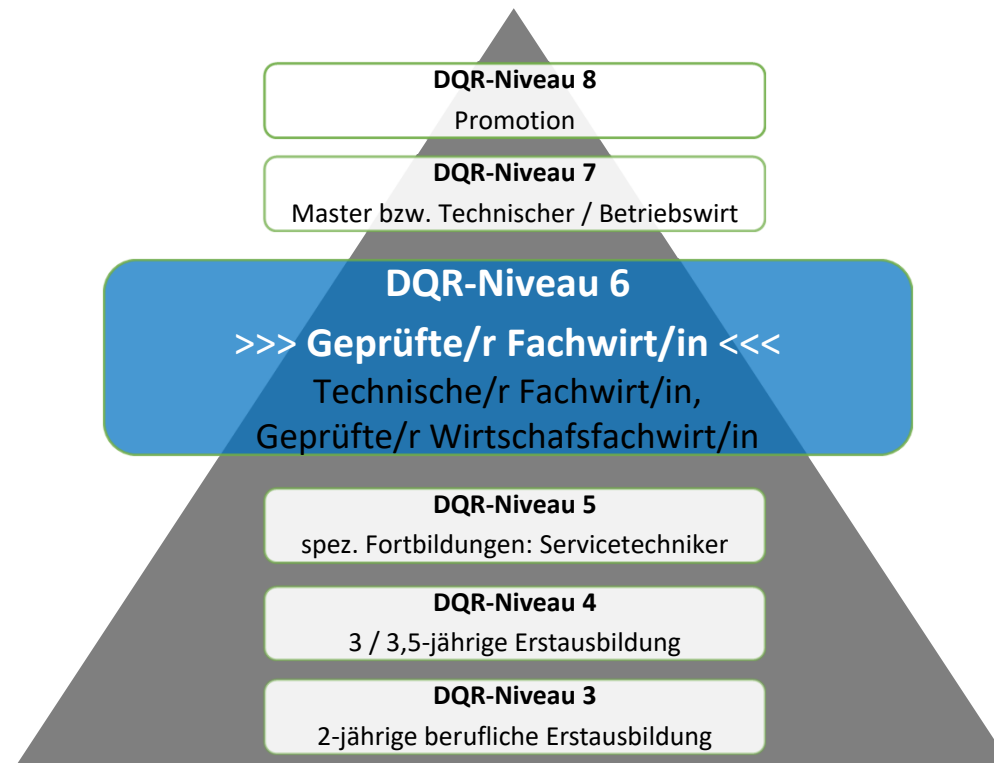 DQR-Niveau 8
Promotion
DQR-Niveau 7
Master bzw. Technischer / Betriebswirt
DQR-Niveau 6
>>> Geprüfte/r Fachwirt/in <<<
Technische/r Fachwirt/in,
Geprüfte/r Wirtschafsfachwirt/in
DQR-Niveau 5
spez. Fortbildungen: Servicetechniker
DQR-Niveau 4
3 / 3,5-jährige Erstausbildung
DQR-Niveau 3
2-jährige berufliche Erstausbildung